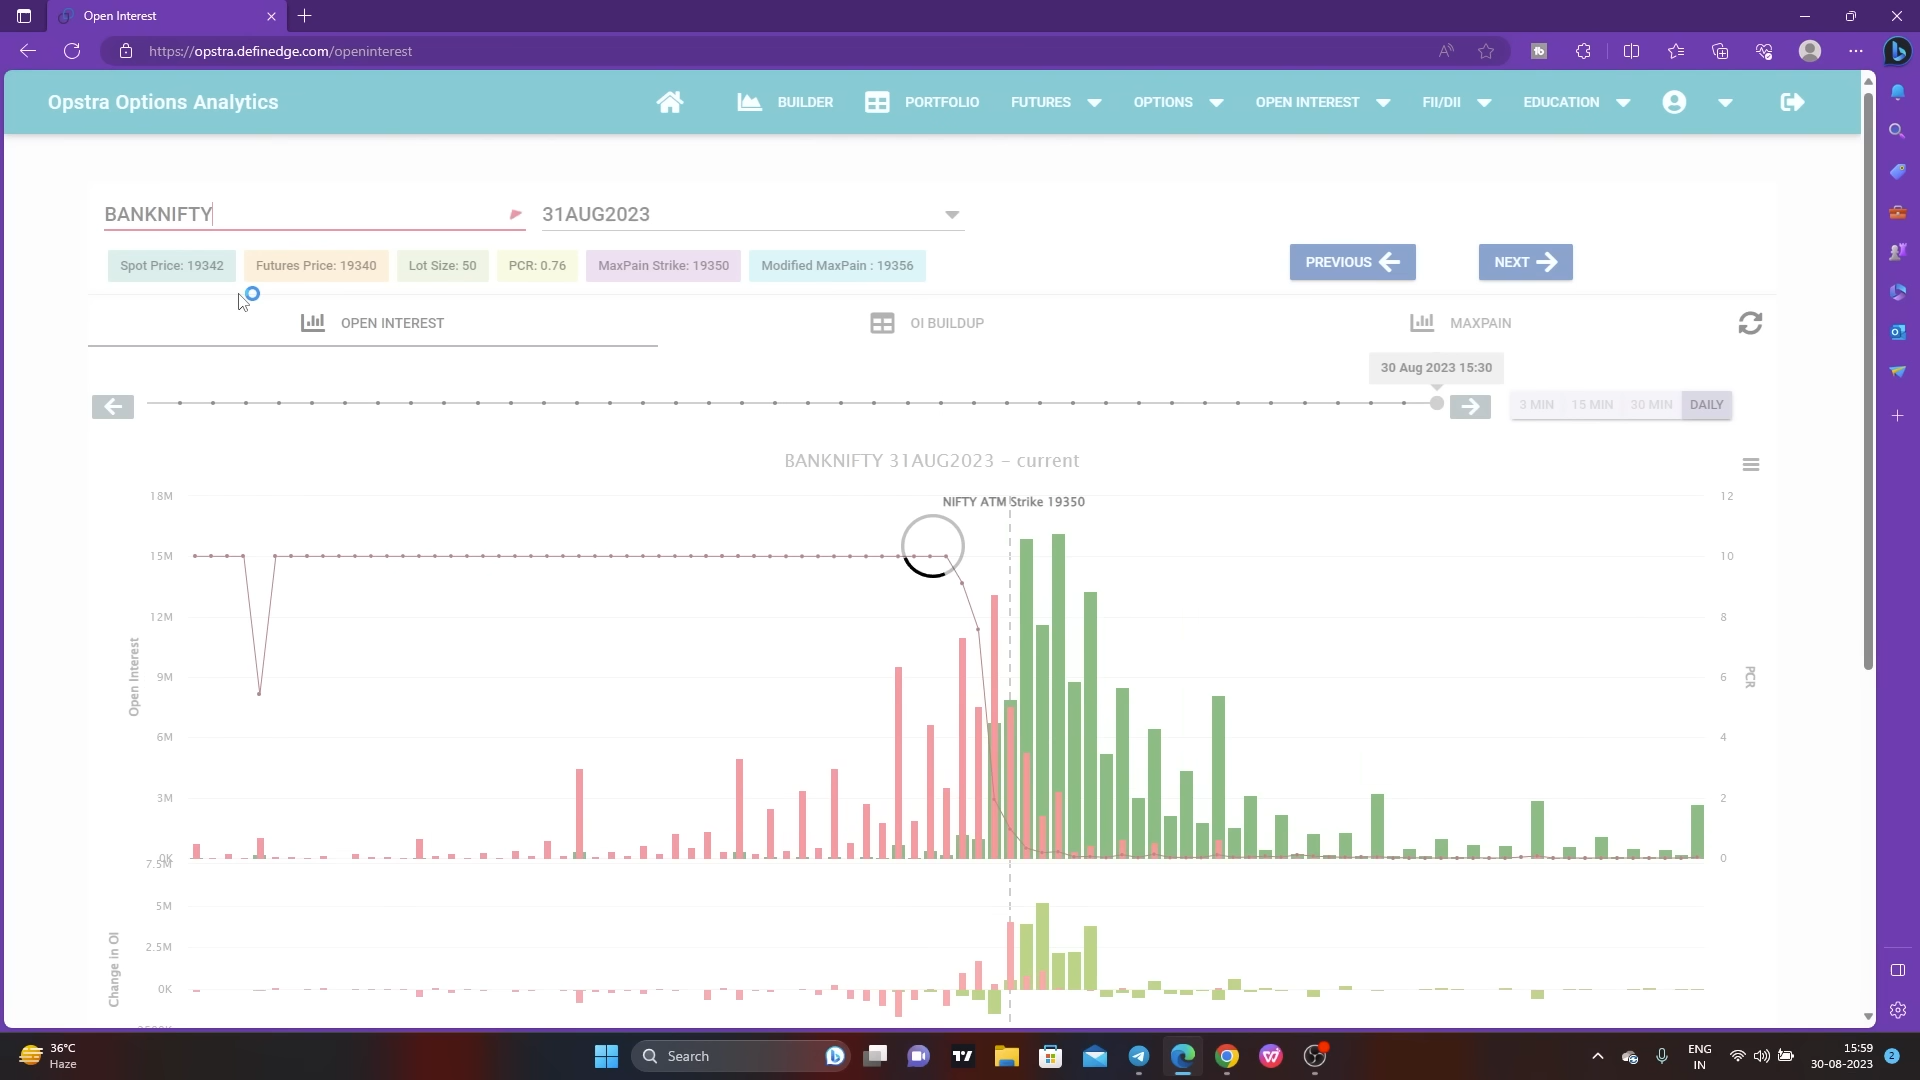 Open Interest
https://opstra.definedge.com/openinterest
Opstra Options Analytics
BUILDER
PORTFOLIO
FUTURES
OPTIONS
OPEN INTEREST
FII/DII
EDUCATION
BANKNIFTY
31AUG2023
Spot Price: 19342
Futures Price: 19340
Lot Size: 50
PCR: 0.76
MaxPain Strike: 19350
Modified MaxPain : 19356
PREVIOUS
NEXT
OPEN INTEREST
OI BUILDUP
MAXPAIN
30 Aug 2023 15:30
3 MIN
15 MIN
30 MIN
DAILY
BANKNIFTY 31AUG2023 – current
NIFTY ATM Strike 19350
18M
15M
12M
9M
6M
3M
0K
Open Interest
12
10
8
6
4
2
0
PCR
7.5M
5M
2.5M
0K
Change in OI
36°C
Haze
Search
ENG
IN
15:59
30-08-2023
2